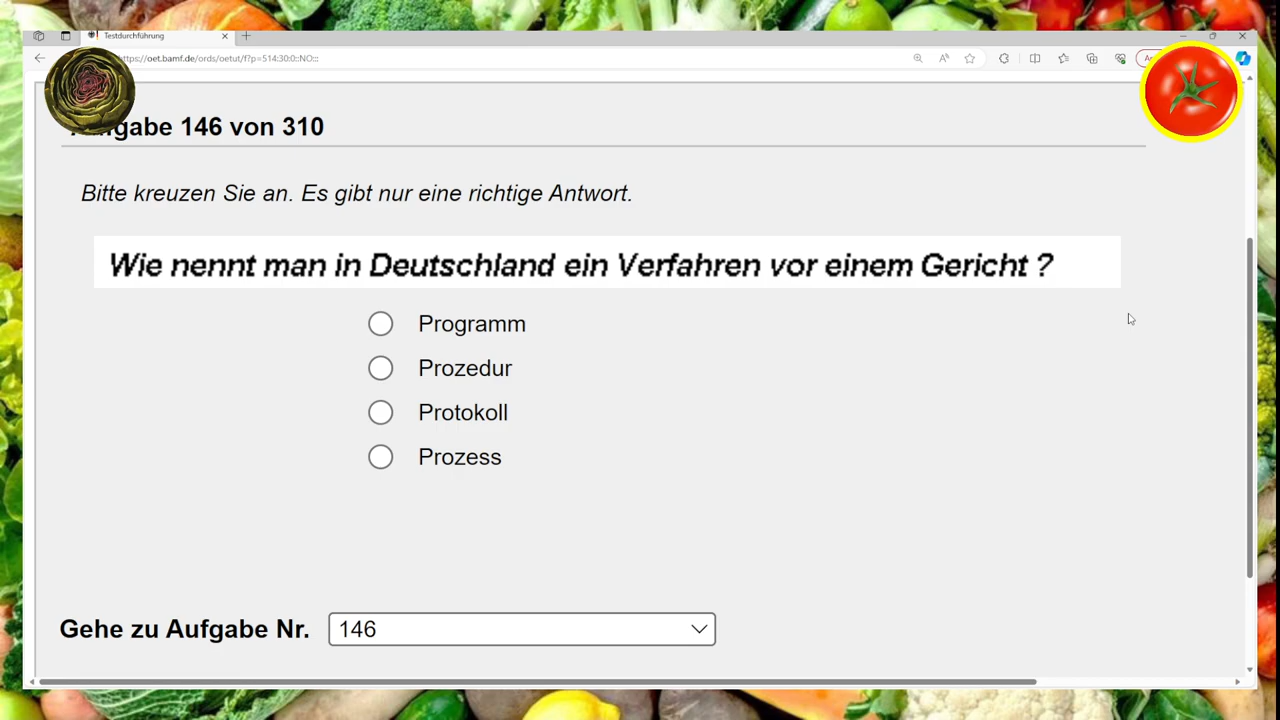 Testdurchführung
https://oet.bamf.de/ords/oetut/f?p=514:30:0::NO:::
Aufgabe 146 von 310
Bitte kreuzen Sie an. Es gibt nur eine richtige Antwort.
Wie nennt man in Deutschland ein Verfahren vor einem Gericht ?
Programm
Prozedur
Protokoll
Prozess
Gehe zu Aufgabe Nr. 146